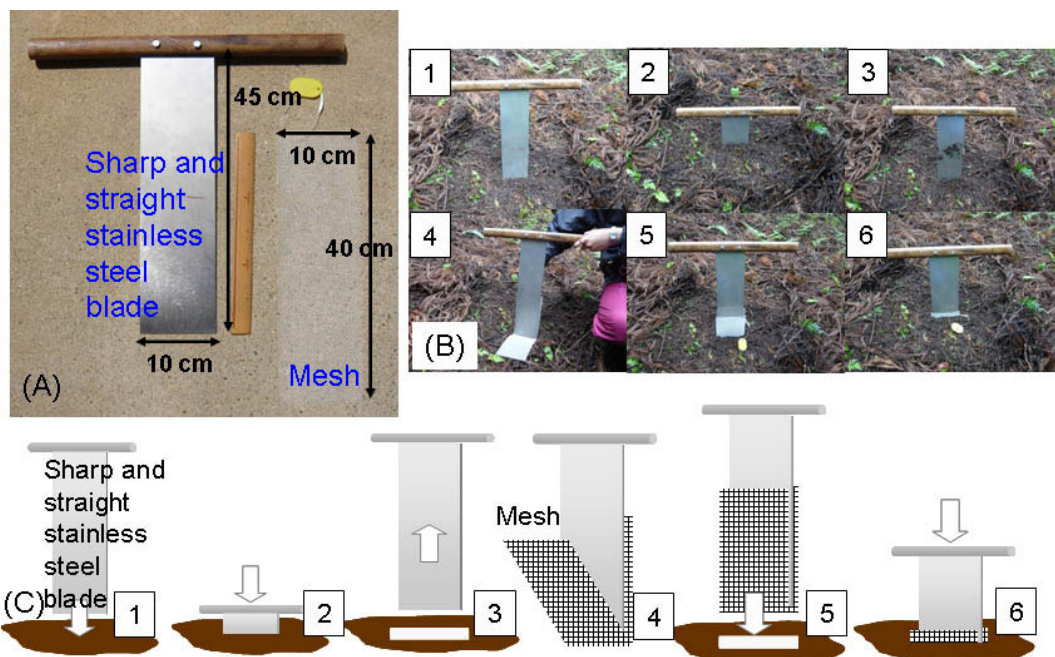 45 cm
10 cm
Sharp and
straight
stainless
steel
blade
40 cm
10 cm
Mesh
(A)
1
2
3
4
5
6
(B)
Sharp and
straight
stainless
steel
blade
Mesh
(C)
1
2
3
4
5
6